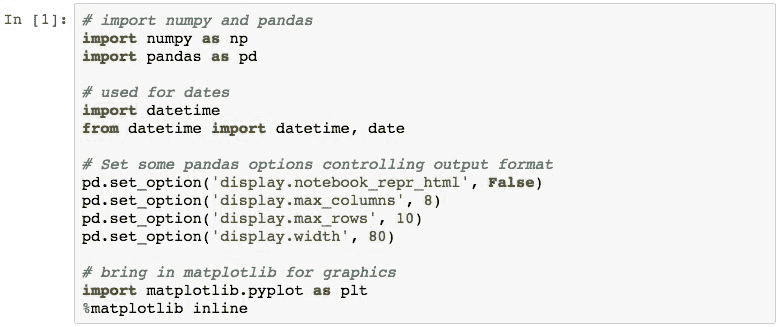 In [1]: # import numpy and pandas
import numpy as np
import pandas as pd

# used for dates
import datetime
from datetime import datetime, date

# Set some pandas options controlling output format
pd.set_option('display.notebook_repr_html', False)
pd.set_option('display.max_columns', 8)
pd.set_option('display.max_rows', 10)
pd.set_option('display.width', 80)

# bring in matplotlib for graphics
import matplotlib.pyplot as plt
%matplotlib inline